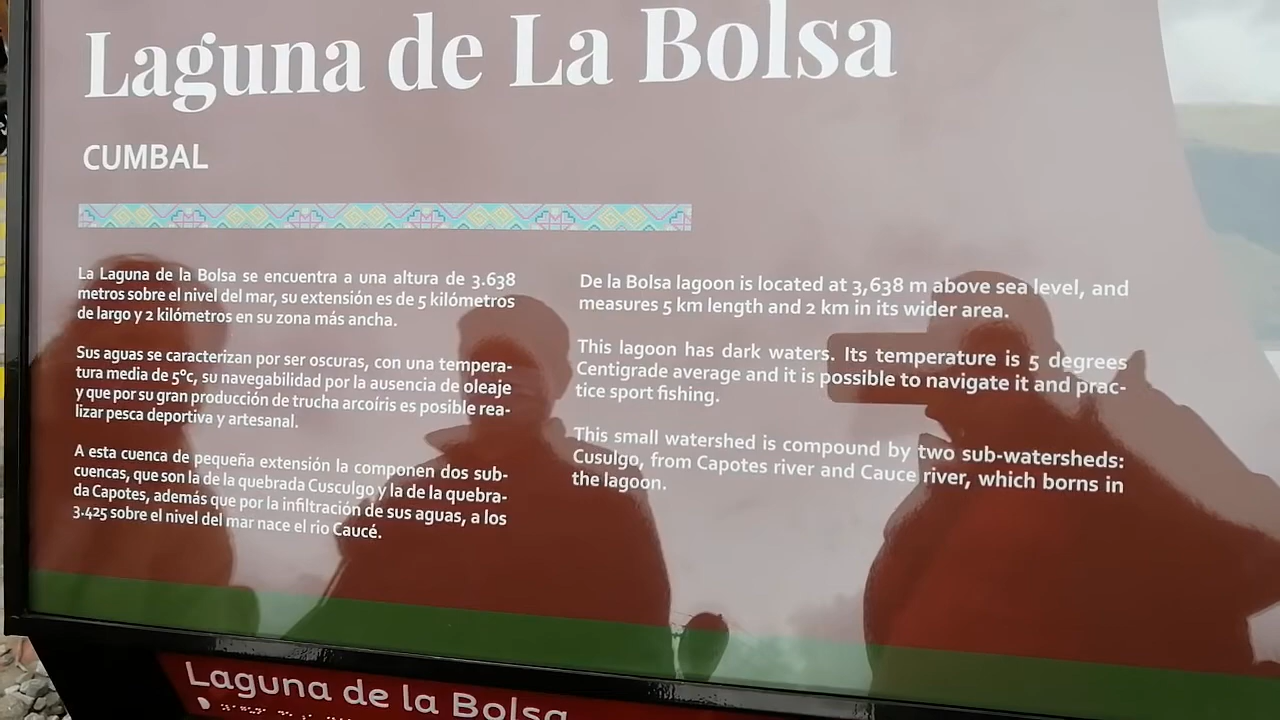 Laguna de La Bolsa
CUMBAL
La Laguna de la Bolsa se encuentra a una altura de 3.638
metros sobre el nivel del mar, su extensión es de 5 kilómetros
de largo y 2 kilómetros en su zona más ancha.
Sus aguas se caracterizan por ser oscuras, con una tempera-
tura media de 5°c, su navegabilidad por la ausencia de oleaje
y que por su gran producción de trucha arcoíris es posible rea-
lizar pesca deportiva y artesanal.
A esta cuenca de pequeña extensión la componen dos sub-
cuencas, que son la de la quebrada Cusculgo y la de la quebra-
da Capotes, además que por la infiltración de sus aguas, a los
3.425 sobre el nivel del mar nace el rio Caucé.
De la Bolsa lagoon is located at 3,638 m above sea level, and
measures 5 km length and 2 km in its wider area.
This lagoon has dark waters. Its temperature is 5 degrees
Centigrade average and it is possible to navigate it and prac-
tice sport fishing.
This small watershed is compound by two sub-watersheds:
Cusulgo, from Capotes river and Cauce river, which borns in
the lagoon.
Laguna de la Bolsa